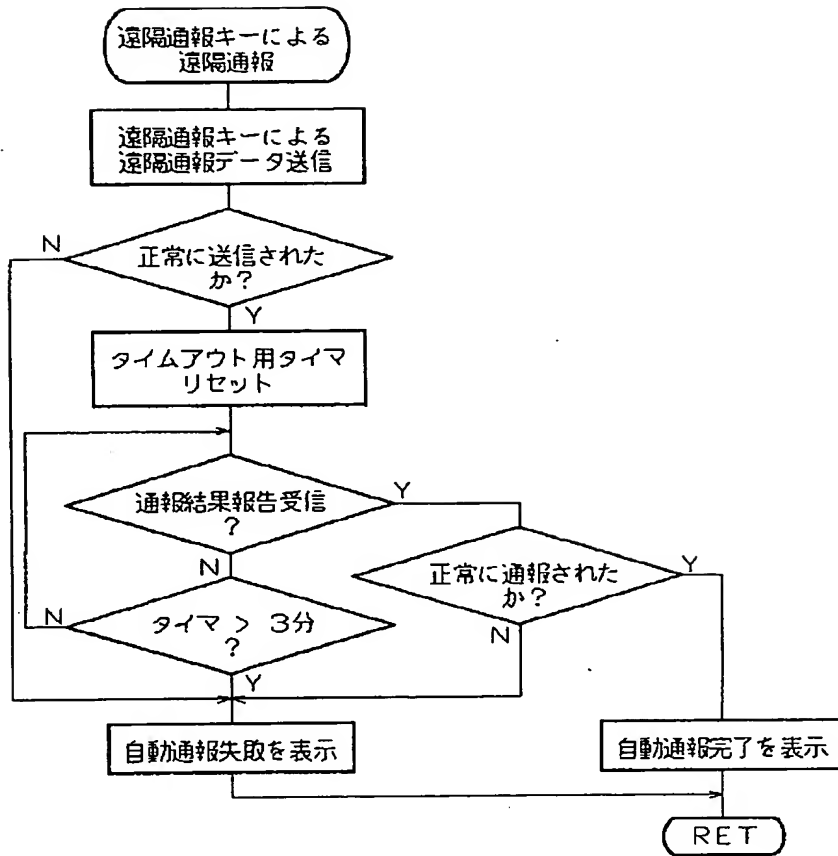 遠隔通報キーによる
遠隔通報
遠隔通報キーによる
遠隔通報データ送信
N
正常に送信された
か？
Y
タイムアウト用タイマ
リセット
通報結果報告受信
？
Y
N
正常に通報された
か？
Y
N
タイマ > 3分
？
N
Y
自動通報失敗を表示
自動通報完了を表示
RET